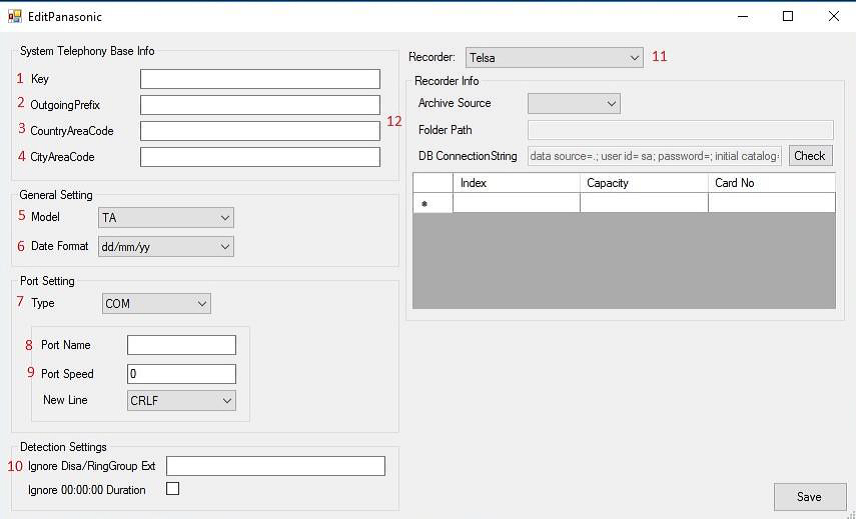 EditPanasonic
System Telephony Base Info
1 Key
2 OutgoingPrefix
3 CountryAreaCode
4 CityAreaCode
12
General Setting
5 Model TA
6 Date Format dd/mm/yy
Port Setting
7 Type COM
8 Port Name
9 Port Speed 0
New Line CRLF
Detection Settings
10 Ignore Disa/RingGroup Ext
Ignore 00:00:00 Duration
Recorder: Telsa 11
Recorder Info
Archive Source
Folder Path
DB ConnectionString data source=.; user id= sa; password=; initial catalog= Check
Index Capacity Card No
*
Save